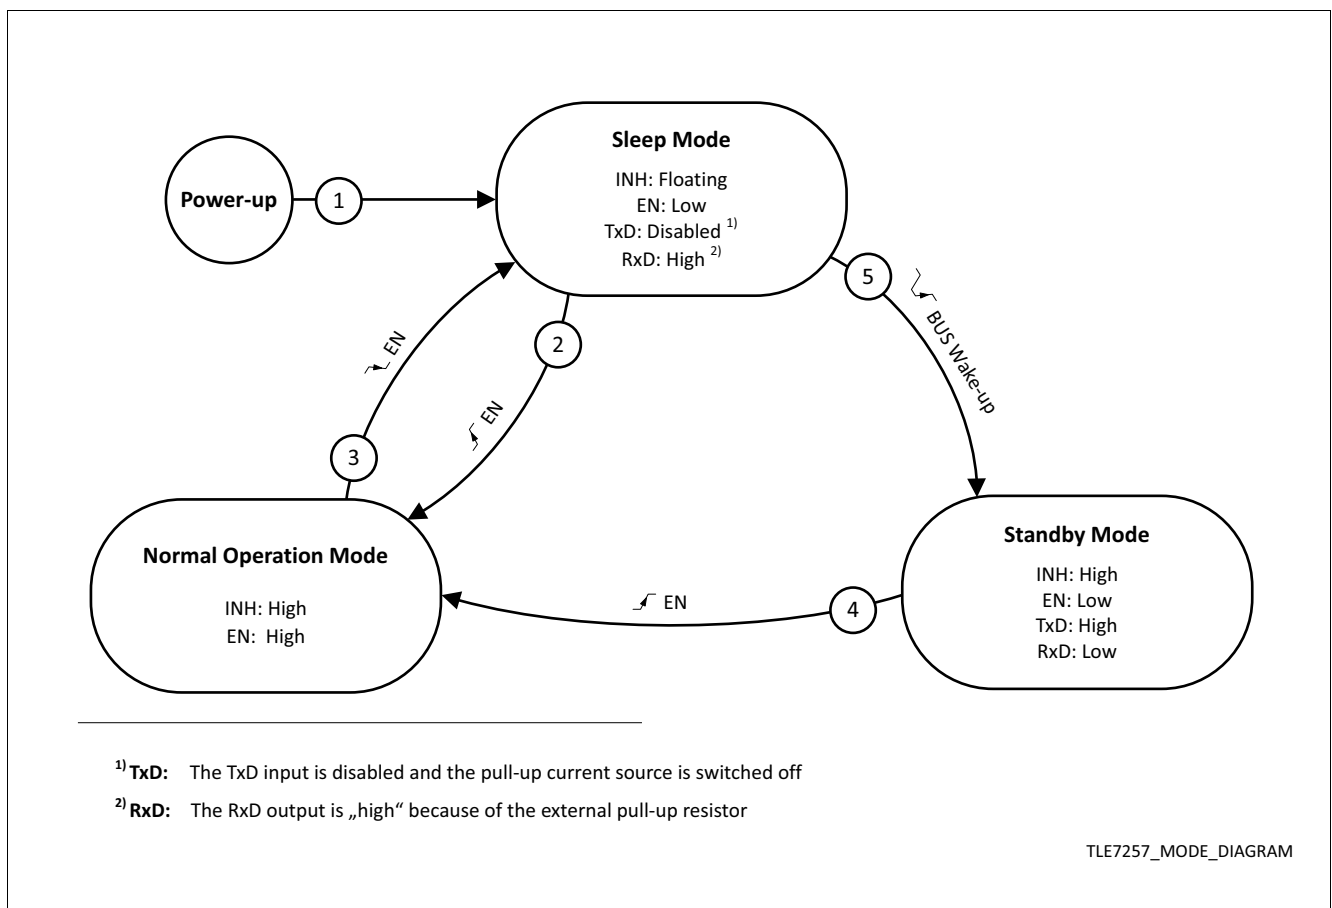 Sleep Mode
INH: Floating
EN: Low
TxD: Disabled 1)
RxD: High 2)
Power-up
1
5
BUS Wake-up
2
EN
EN
3
Normal Operation Mode
INH: High
EN: High
Standby Mode
INH: High
EN: Low
TxD: High
RxD: Low
EN
4
1) TxD: The TxD input is disabled and the pull-up current source is switched off
2) RxD: The RxD output is „high“ because of the external pull-up resistor
TLE7257_MODE_DIAGRAM